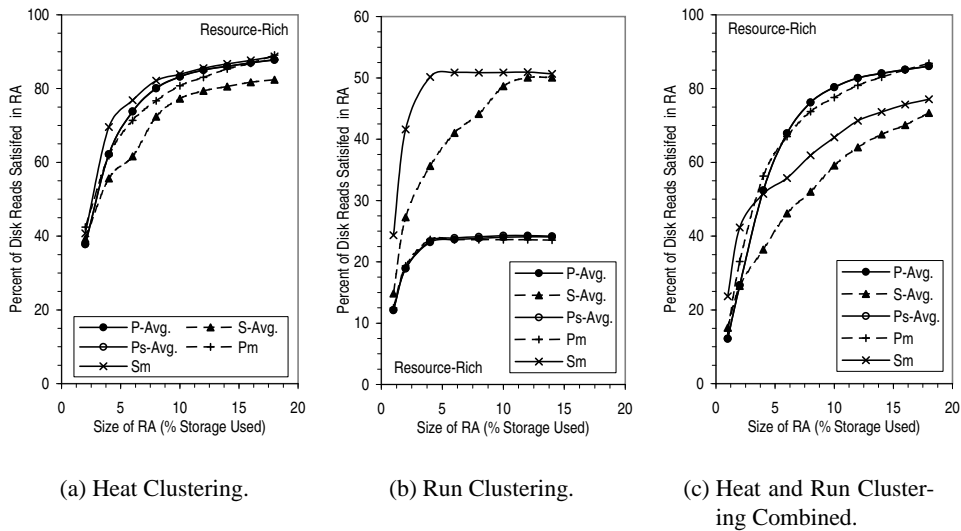 Percent of Disk Reads Satisifed in RA
100
80
60
40
20
0
Resource-Rich
P-Avg.
S-Avg.
Ps-Avg.
Pm
Sm
0 5 10 15 20
Size of RA (% Storage Used)
(a) Heat Clustering.
Percent of Disk Reads Satisifed in RA
60
50
40
30
20
10
0
P-Avg.
S-Avg.
Ps-Avg.
Pm
Sm
Resource-Rich
0 5 10 15 20
Size of RA (% Storage Used)
(b) Run Clustering.
Percent of Disk Reads Satisifed in RA
100
80
60
40
20
0
Resource-Rich
P-Avg.
S-Avg.
Ps-Avg.
Pm
Sm
0 5 10 15 20
Size of RA (% Storage Used)
(c) Heat and Run Cluster-
ing Combined.